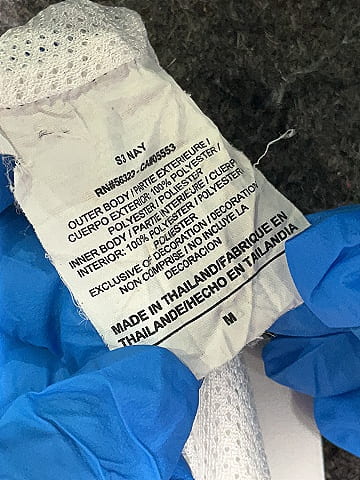 S3 NAY
RN#56323 - CA#05553
OUTER BODY / PARTIE EXTERIEURE /
CUERPO EXTERIOR: 100% POLYESTER /
POLYESTER / POLIESTER
INNER BODY / PARTIE INTERIEURE / CUERPO
INTERIOR: 100% POLYESTER / POLYESTER /
POLIESTER
EXCLUSIVE OF DECORATION / DECORATION
NON COMPRISE / NO INCLUYE LA
DECORACION
MADE IN THAILAND/FABRIQUE EN
THAILANDE/HECHO EN TAILANDIA
M